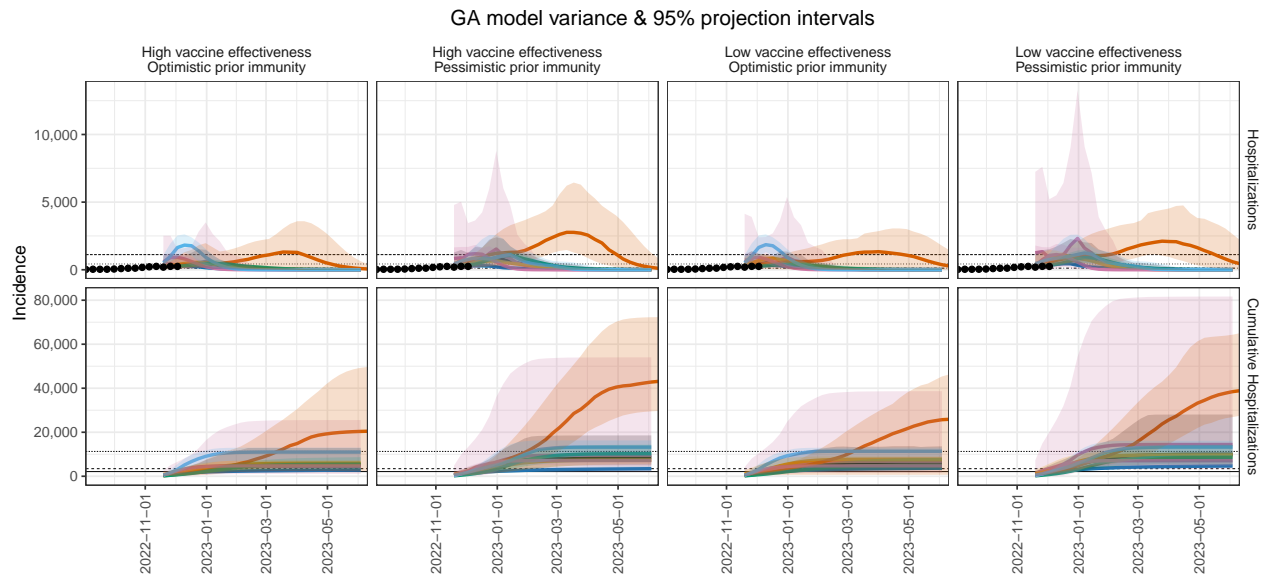 GA model variance & 95% projection intervals
High vaccine effectiveness
Optimistic prior immunity
High vaccine effectiveness
Pessimistic prior immunity
Low vaccine effectiveness
Optimistic prior immunity
Low vaccine effectiveness
Pessimistic prior immunity
Incidence
10,000
5,000
0
Hospitalizations
80,000
60,000
40,000
20,000
0
Cumulative Hospitalizations
2022−11−01
2023−01−01
2023−03−01
2023−05−01
2022−11−01
2023−01−01
2023−03−01
2023−05−01
2022−11−01
2023−01−01
2023−03−01
2023−05−01
2022−11−01
2023−01−01
2023−03−01
2023−05−01